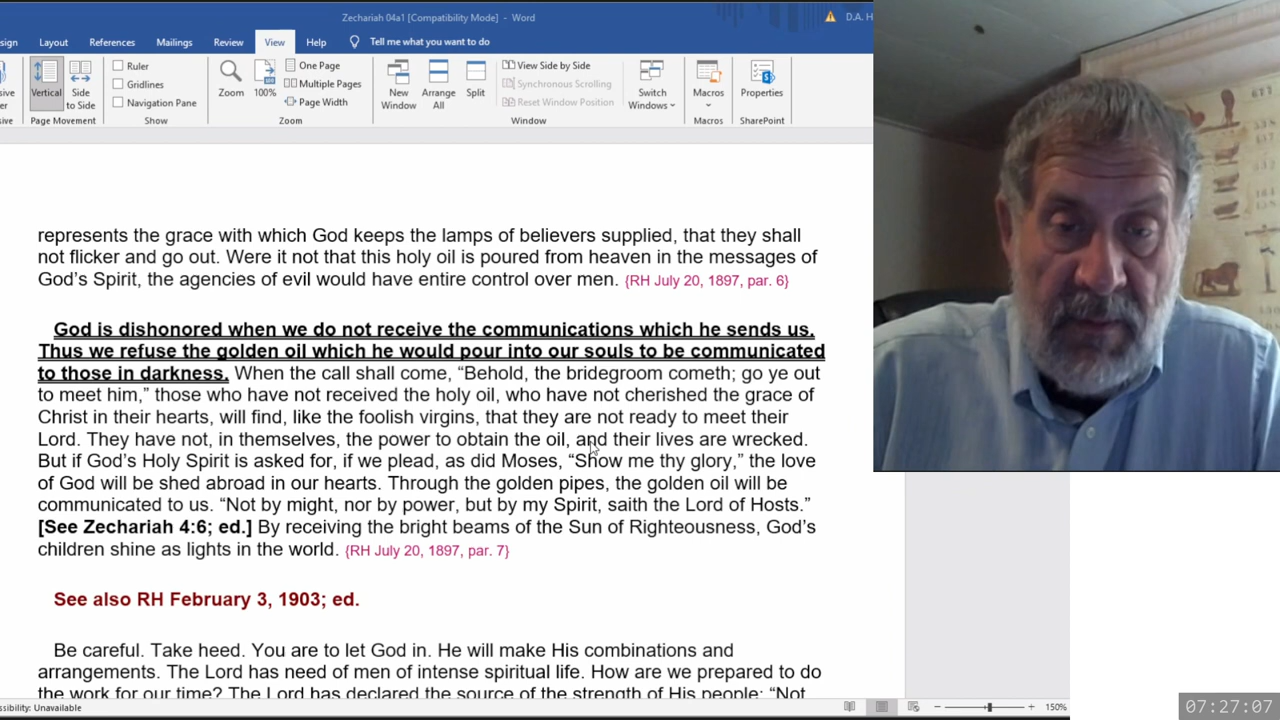 Zechariah 04a1 [Compatibility Mode] - Word
D.A. H
sign Layout References Mailings Review View Help Tell me what you want to do
Vertical
Side to Side
Page Movement
Ruler
Gridlines
Navigation Pane
Show
Zoom
100%
One Page
Multiple Pages
Page Width
Zoom
New Window
Arrange All
Split
View Side by Side
Synchronous Scrolling
Reset Window Position
Window
Switch Windows
Macros
Macros
Properties
SharePoint
represents the grace with which God keeps the lamps of believers supplied, that they shall
not flicker and go out. Were it not that this holy oil is poured from heaven in the messages of
God’s Spirit, the agencies of evil would have entire control over men. {RH July 20, 1897, par. 6}
God is dishonored when we do not receive the communications which he sends us.
Thus we refuse the golden oil which he would pour into our souls to be communicated
to those in darkness. When the call shall come, “Behold, the bridegroom cometh; go ye out
to meet him,” those who have not received the holy oil, who have not cherished the grace of
Christ in their hearts, will find, like the foolish virgins, that they are not ready to meet their
Lord. They have not, in themselves, the power to obtain the oil, and their lives are wrecked.
But if God’s Holy Spirit is asked for, if we plead, as did Moses, “Show me thy glory,” the love
of God will be shed abroad in our hearts. Through the golden pipes, the golden oil will be
communicated to us. “Not by might, nor by power, but by my Spirit, saith the Lord of Hosts.”
[See Zechariah 4:6; ed.] By receiving the bright beams of the Sun of Righteousness, God’s
children shine as lights in the world. {RH July 20, 1897, par. 7}
See also RH February 3, 1903; ed.
Be careful. Take heed. You are to let God in. He will make His combinations and
arrangements. The Lord has need of men of intense spiritual life. How are we prepared to do
the work for our time? The Lord has declared the source of the strength of His people: “Not
ssibility: Unavailable
150%
07:27:07